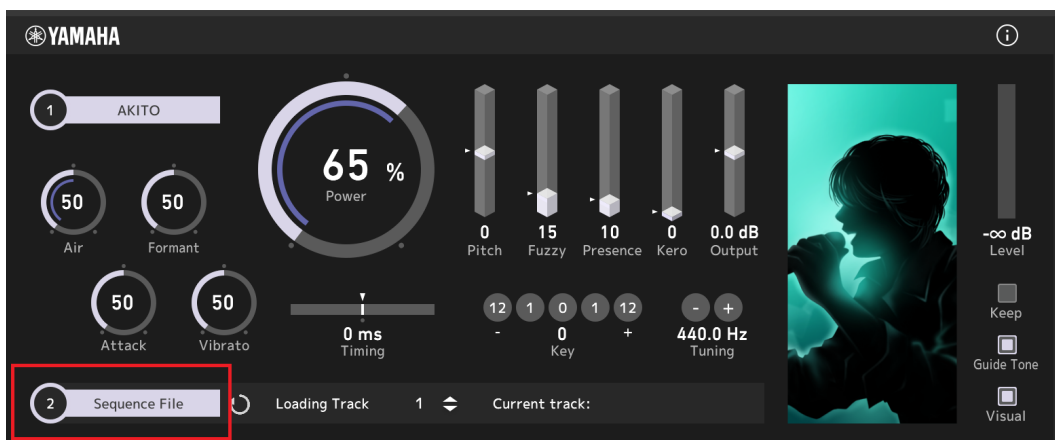 YAMAHA
i
1 AKITO
50
Air
50
Formant
50
Attack
50
Vibrato
65 %
Power
0
Pitch
15
Fuzzy
10
Presence
0
Kero
0.0 dB
Output
0 ms
Timing
12 1 0 1 12
- 0 +
Key
- +
440.0 Hz
Tuning
-∞ dB
Level
Keep
Guide Tone
Visual
2 Sequence File
Loading Track 1
Current track: